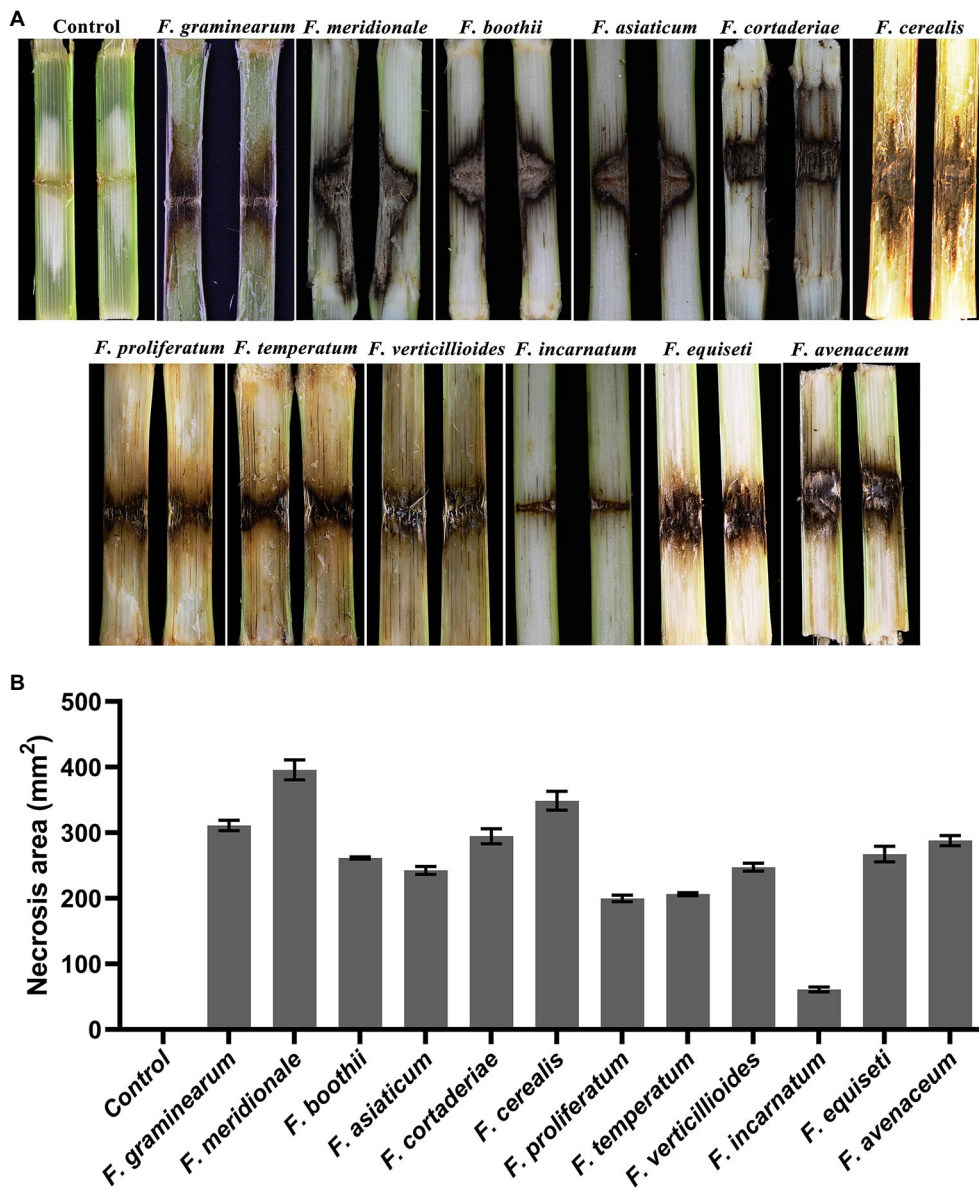 A
Control F. graminearum F. meridionale F. boothii F. asiaticum F. cortaderiae F. cerealis
F. proliferatum F. temperatum F. verticillioides F. incarnatum F. equiseti F. avenaceum
B
500
400
300
200
100
0
Necrosis area (mm²)
Control
F. graminearum
F. meridionale
F. boothii
F. asiaticum
F. cortaderiae
F. cerealis
F. proliferatum
F. temperatum
F. verticillioides
F. incarnatum
F. equiseti
F. avenaceum